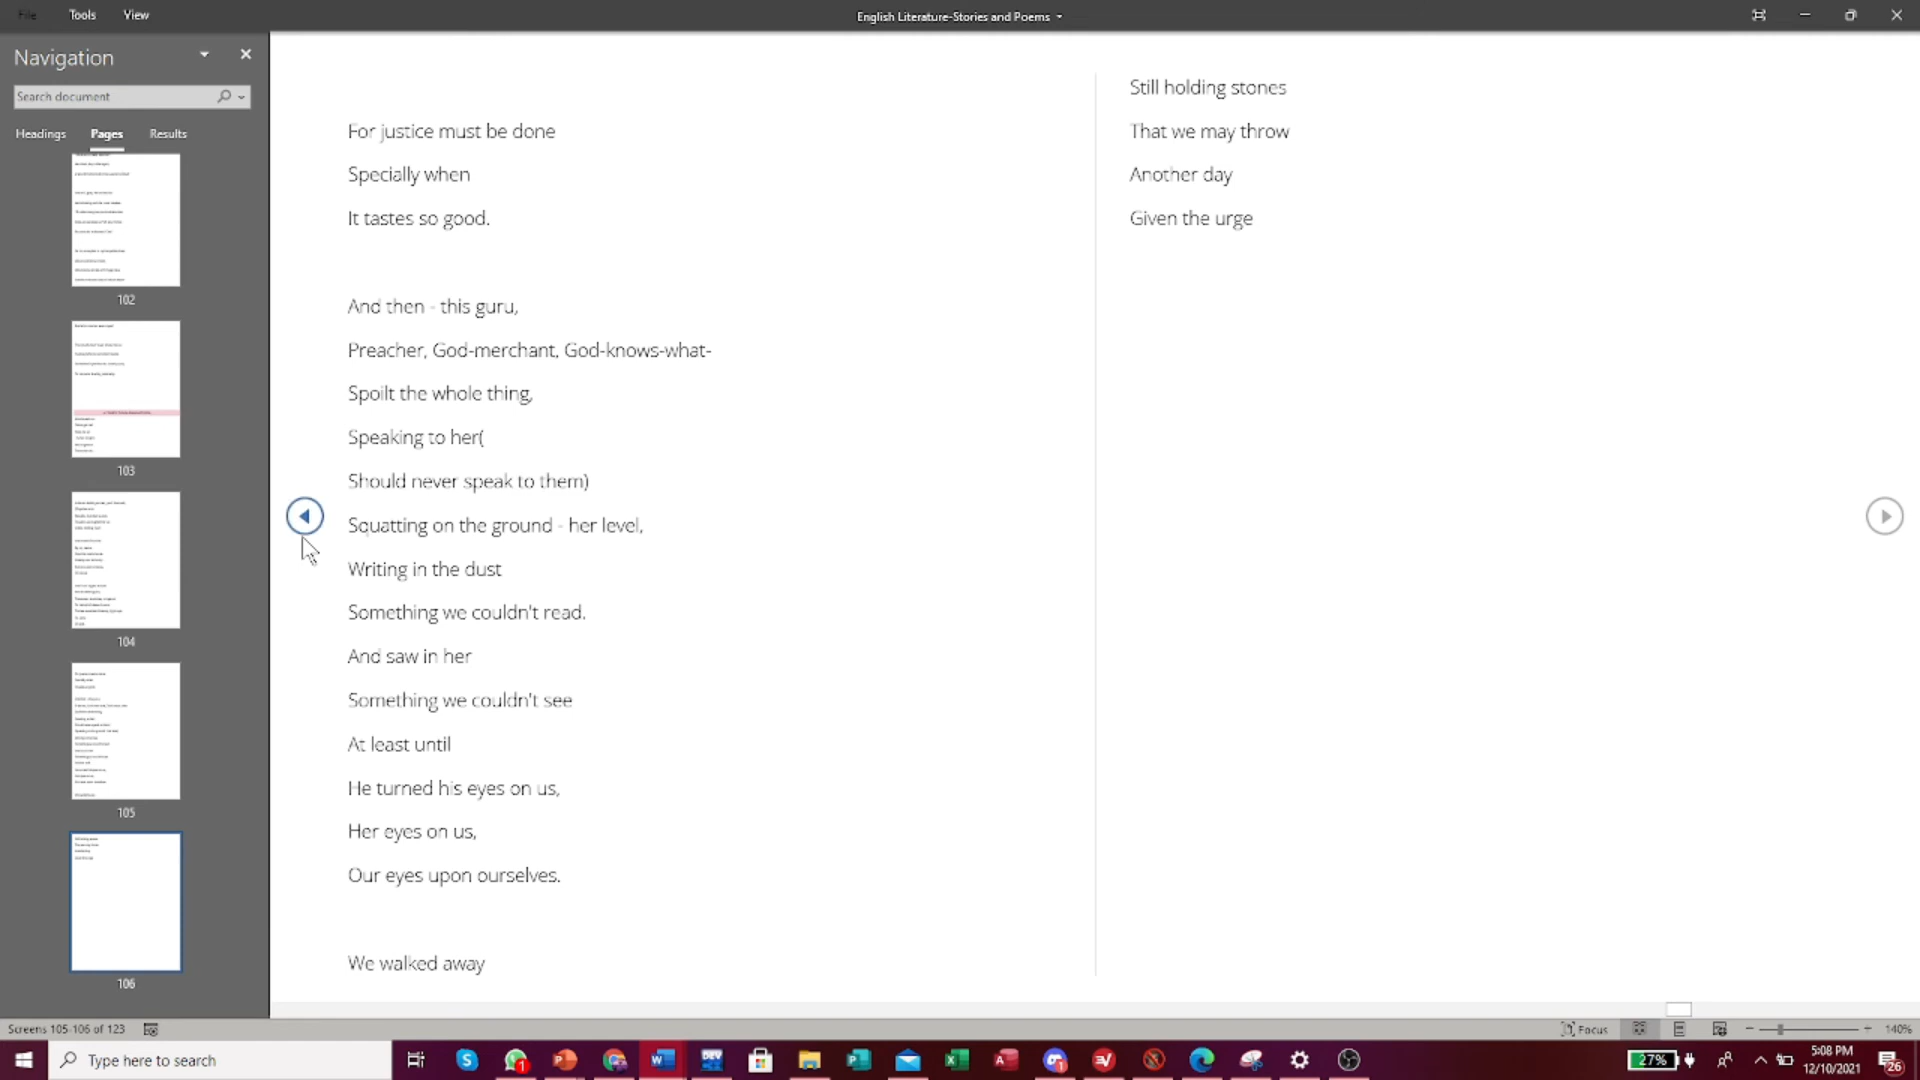 File Tools View
English Literature-Stories and Poems
Navigation
Search document
Headings Pages Results
102
103
104
105
106
For justice must be done
Specially when
It tastes so good.
And then - this guru,
Preacher, God-merchant, God-knows-what-
Spoilt the whole thing,
Speaking to her(
Should never speak to them)
Squatting on the ground - her level,
Writing in the dust
Something we couldn't read.
And saw in her
Something we couldn't see
At least until
He turned his eyes on us,
Her eyes on us,
Our eyes upon ourselves.
We walked away
Still holding stones
That we may throw
Another day
Given the urge
Screens 105-106 of 123
Focus
140%
Type here to search
1
DEV
27%
5:08 PM
12/10/2021
26